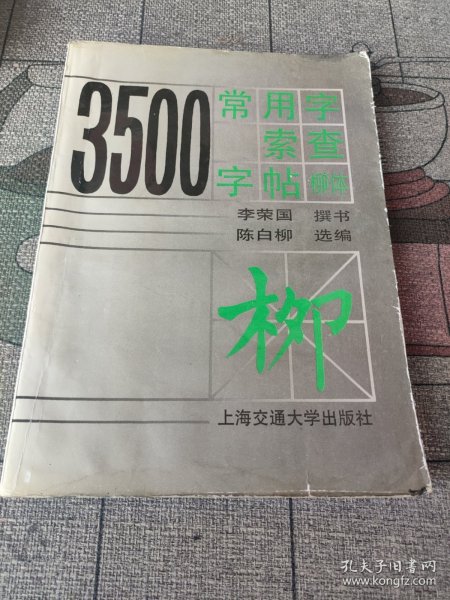 3500
常用字
索查
字帖 柳体
李荣国 撰书
陈白柳 选编
柳
上海交通大学出版社
孔夫子旧书网
www.kongfz.com